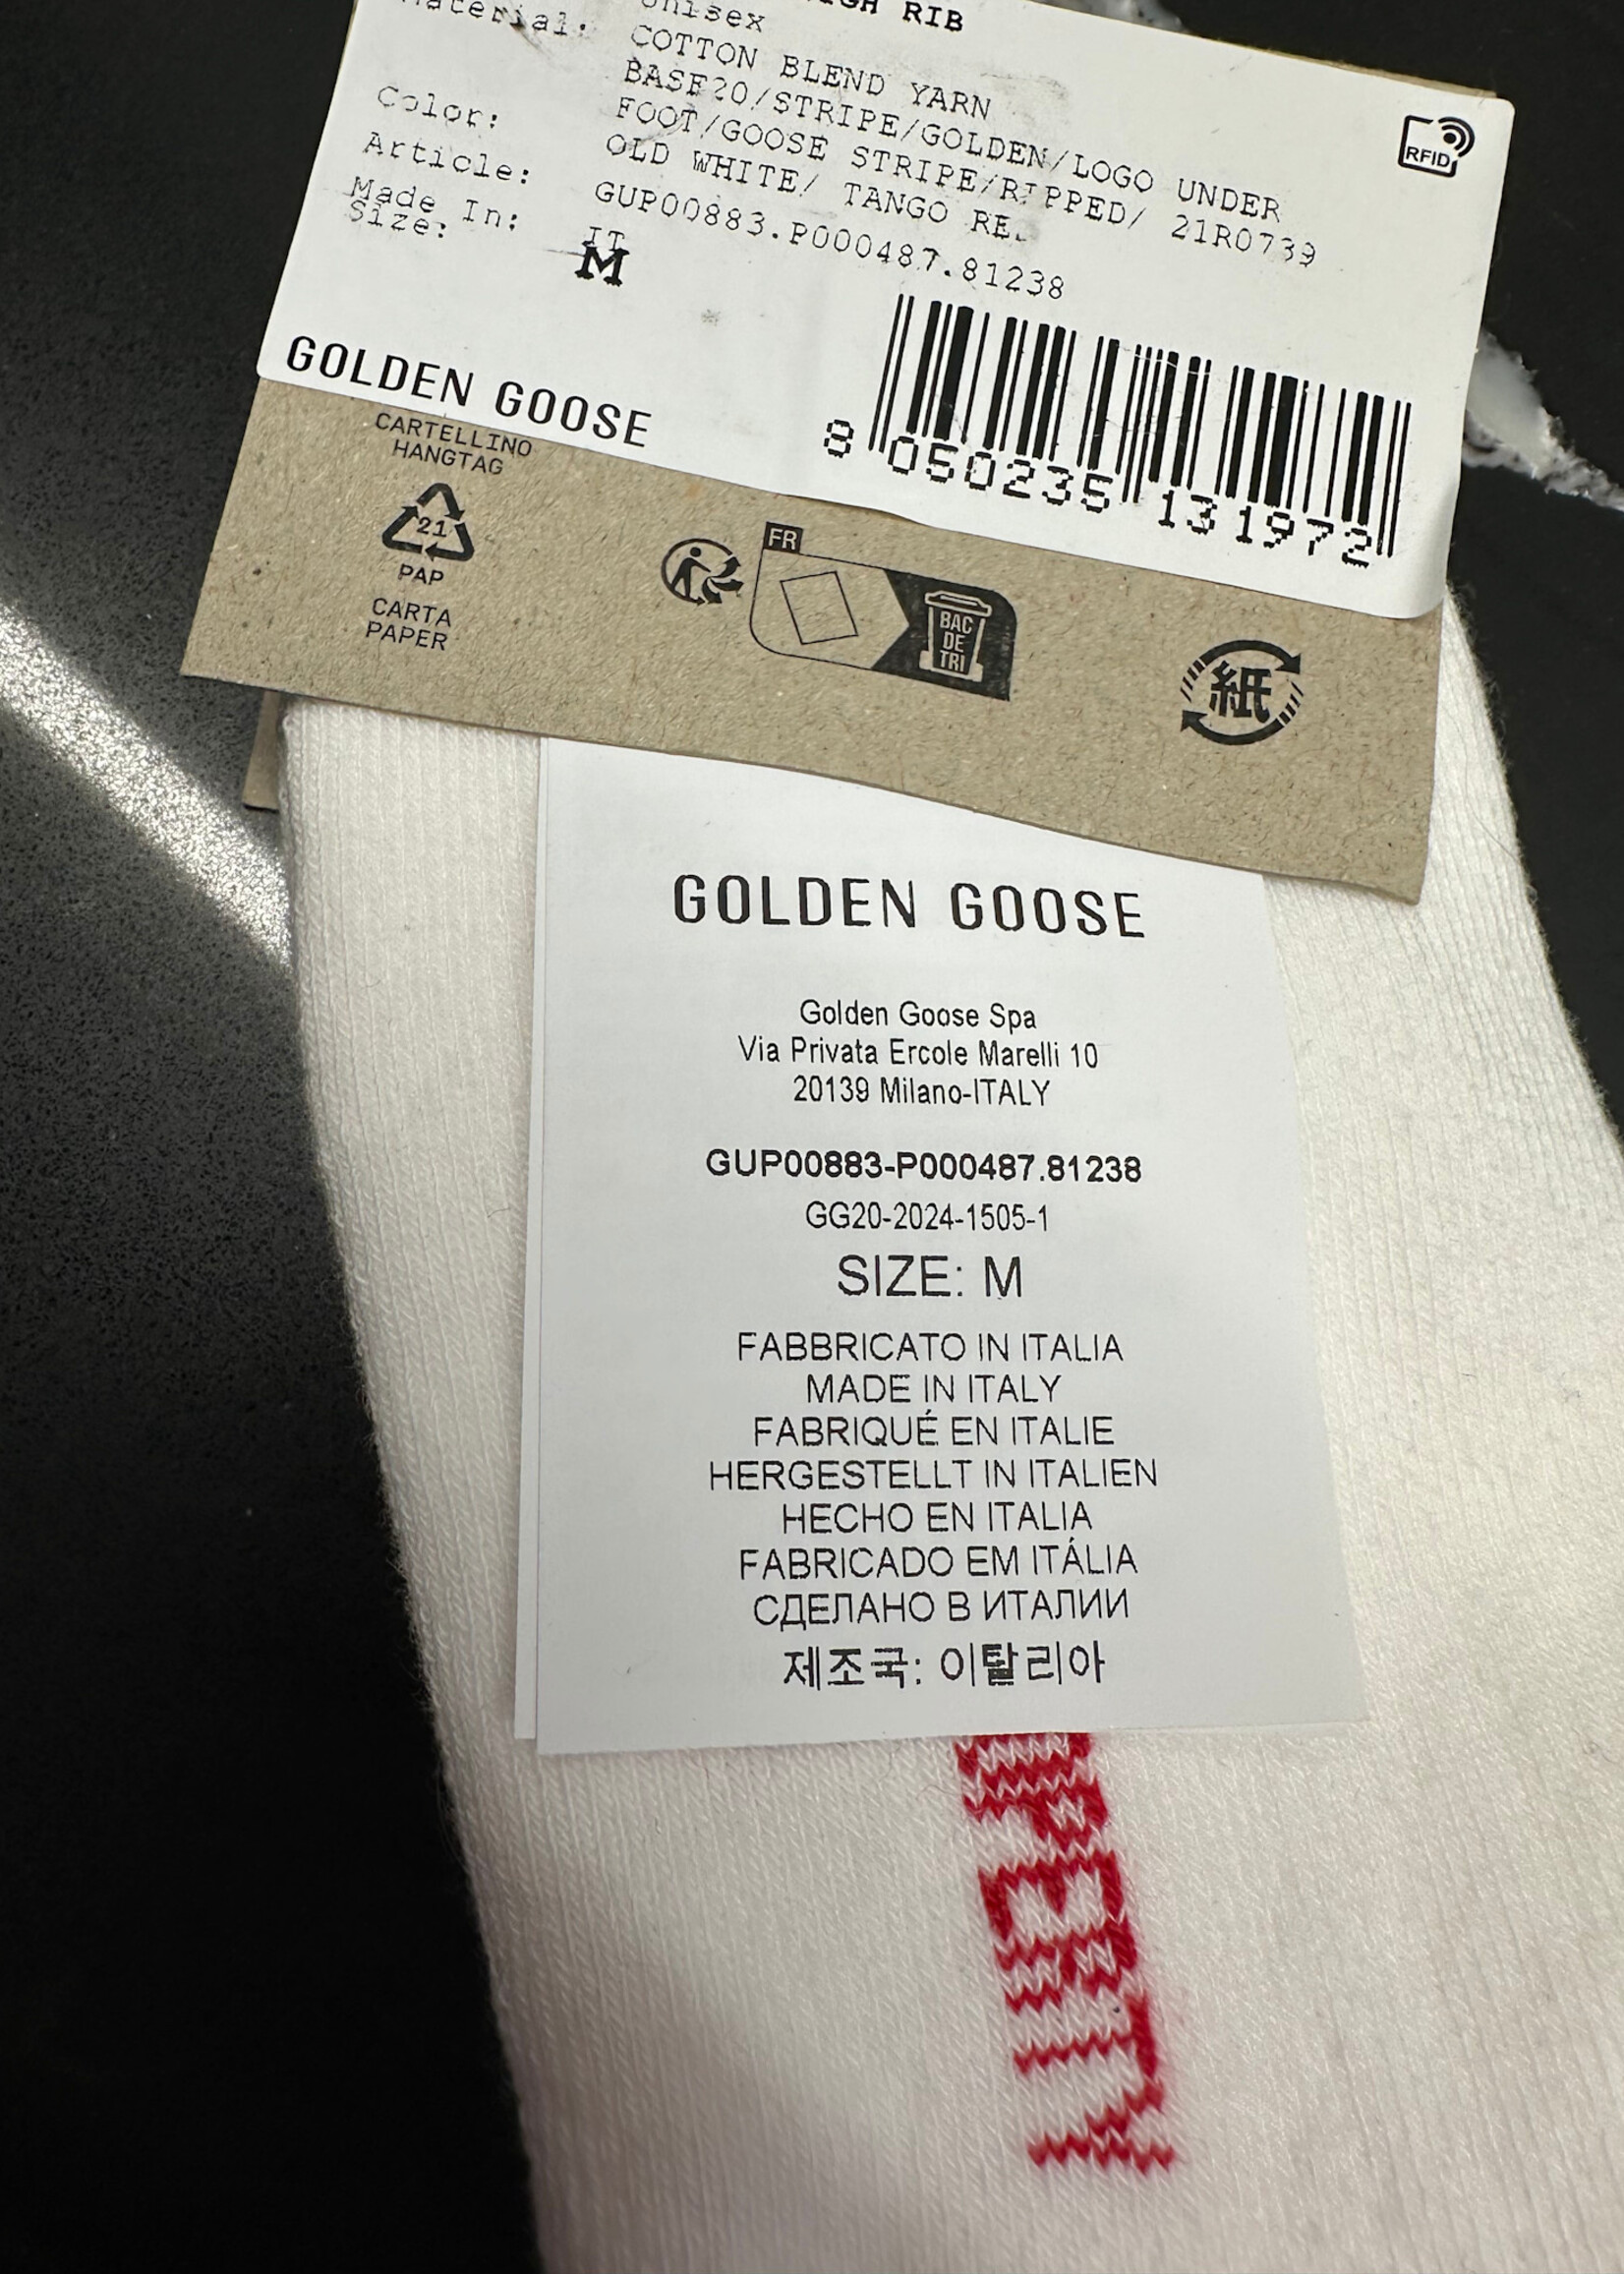 RIB
Unisex
Material: COTTON BLEND YARN
BASE20/STRIPE/GOLDEN/LOGO UNDER
FOOT/GOOSE STRIPE/RIPPED/ 21R0739
Color: OLD WHITE/ TANGO
Article: GUP00883.P000487.81238
Made In: IT
Size: M
RFID
GOLDEN GOOSE
8 050235 131972
CARTELLINO
HANGTAG
21
PAP
CARTA
PAPER
FR
BAC
DE
TRI
紙
GOLDEN GOOSE
Golden Goose Spa
Via Privata Ercole Marelli 10
20139 Milano-ITALY
GUP00883-P000487.81238
GG20-2024-1505-1
SIZE: M
FABBRICATO IN ITALIA
MADE IN ITALY
FABRIQUÉ EN ITALIE
HERGESTELLT IN ITALIEN
HECHO EN ITALIA
FABRICADO EM ITÁLIA
СДЕЛАНО В ИТАЛИИ
제조국: 이탈리아
PERTY